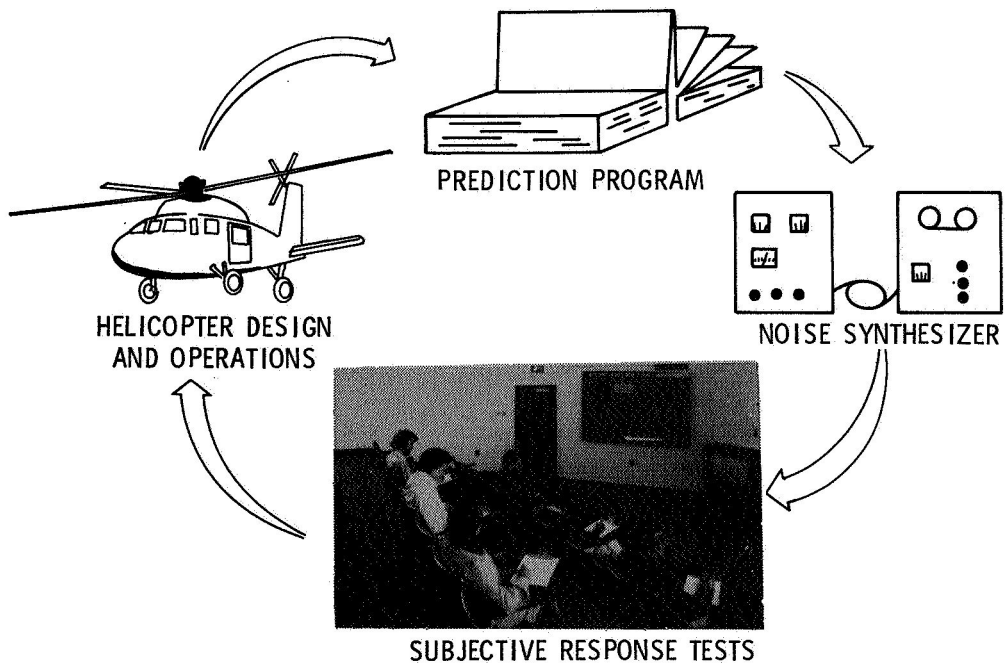 PREDICTION PROGRAM
HELICOPTER DESIGN
AND OPERATIONS
NOISE SYNTHESIZER
SUBJECTIVE RESPONSE TESTS